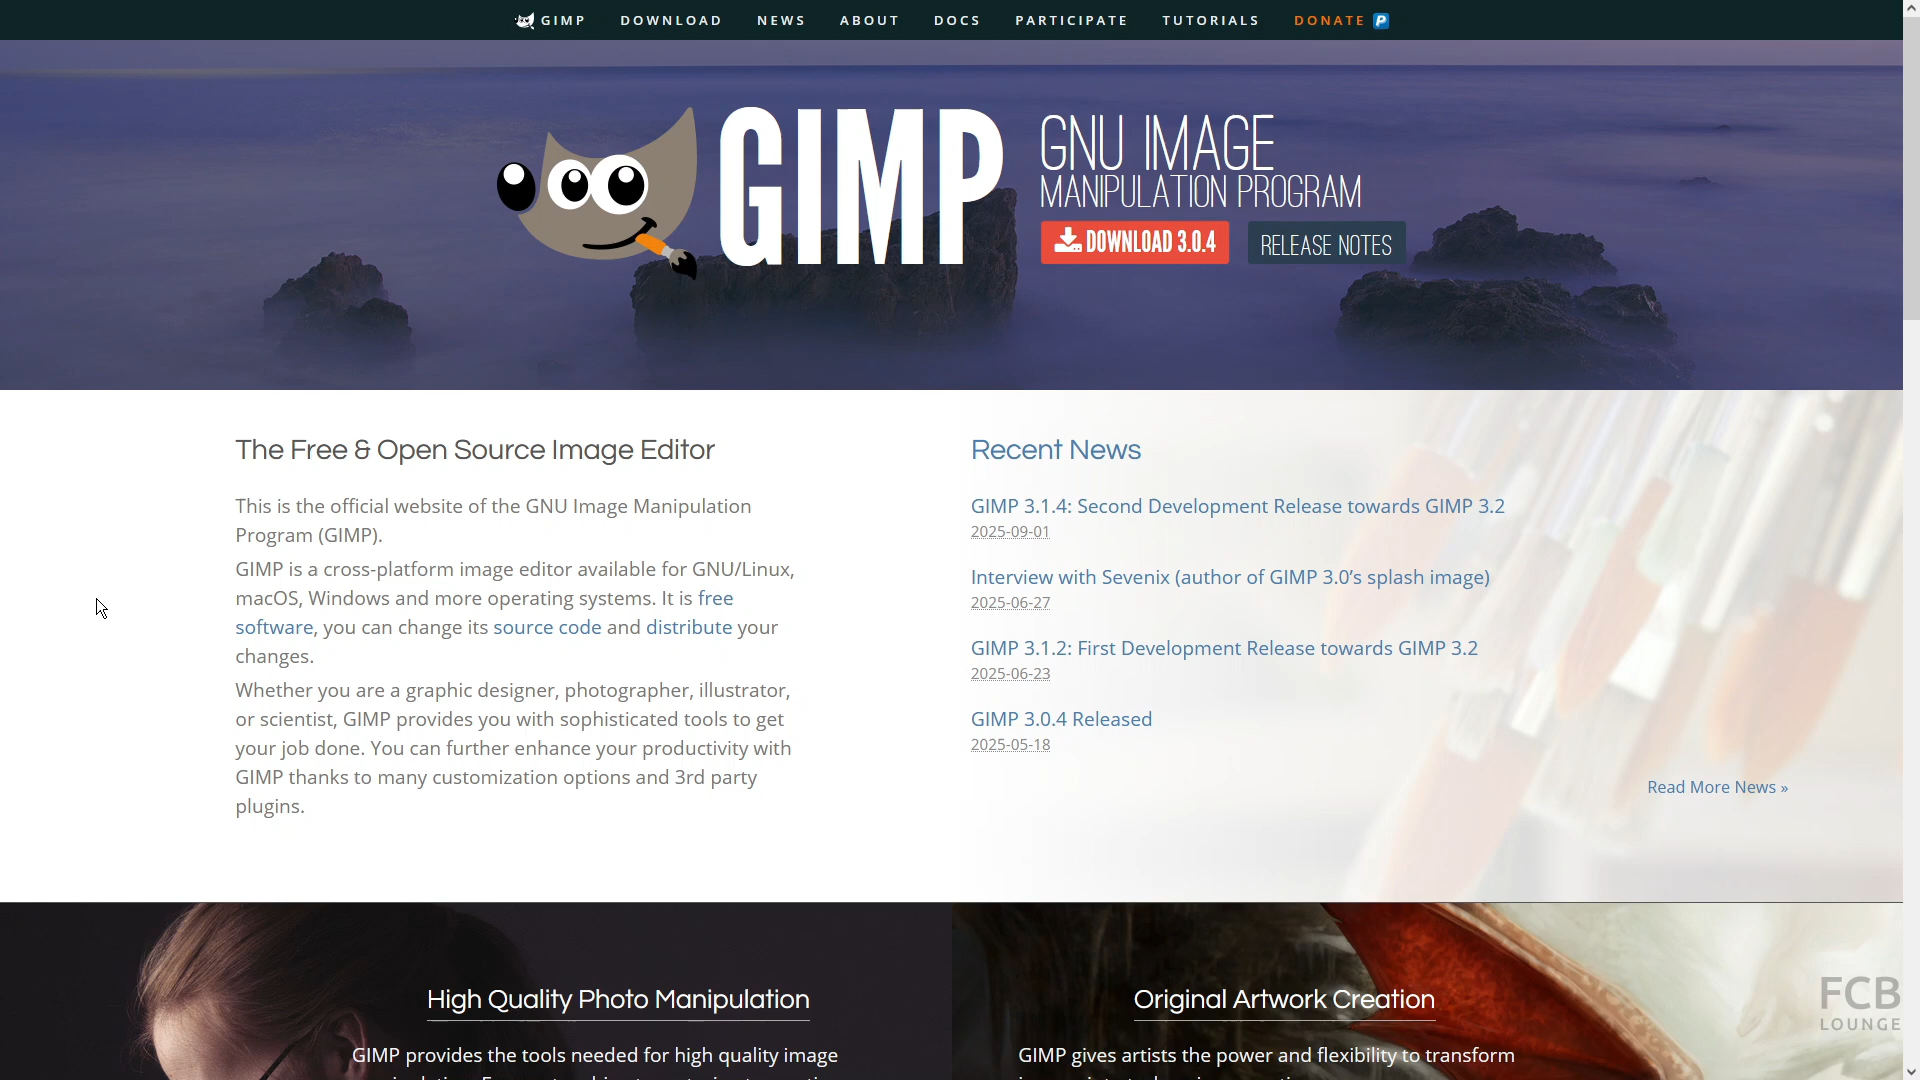 GIMP DOWNLOAD NEWS ABOUT DOCS PARTICIPATE TUTORIALS DONATE
GIMP
GNU IMAGE
MANIPULATION PROGRAM
DOWNLOAD 3.0.4
RELEASE NOTES
The Free & Open Source Image Editor
This is the official website of the GNU Image Manipulation
Program (GIMP).
GIMP is a cross-platform image editor available for GNU/Linux,
macOS, Windows and more operating systems. It is free
software, you can change its source code and distribute your
changes.
Whether you are a graphic designer, photographer, illustrator,
or scientist, GIMP provides you with sophisticated tools to get
your job done. You can further enhance your productivity with
GIMP thanks to many customization options and 3rd party
plugins.
Recent News
GIMP 3.1.4: Second Development Release towards GIMP 3.2
2025-09-01
Interview with Sevenix (author of GIMP 3.0’s splash image)
2025-06-27
GIMP 3.1.2: First Development Release towards GIMP 3.2
2025-06-23
GIMP 3.0.4 Released
2025-05-18
Read More News »
High Quality Photo Manipulation
GIMP provides the tools needed for high quality image
Original Artwork Creation
GIMP gives artists the power and flexibility to transform
FCB
LOUNGE